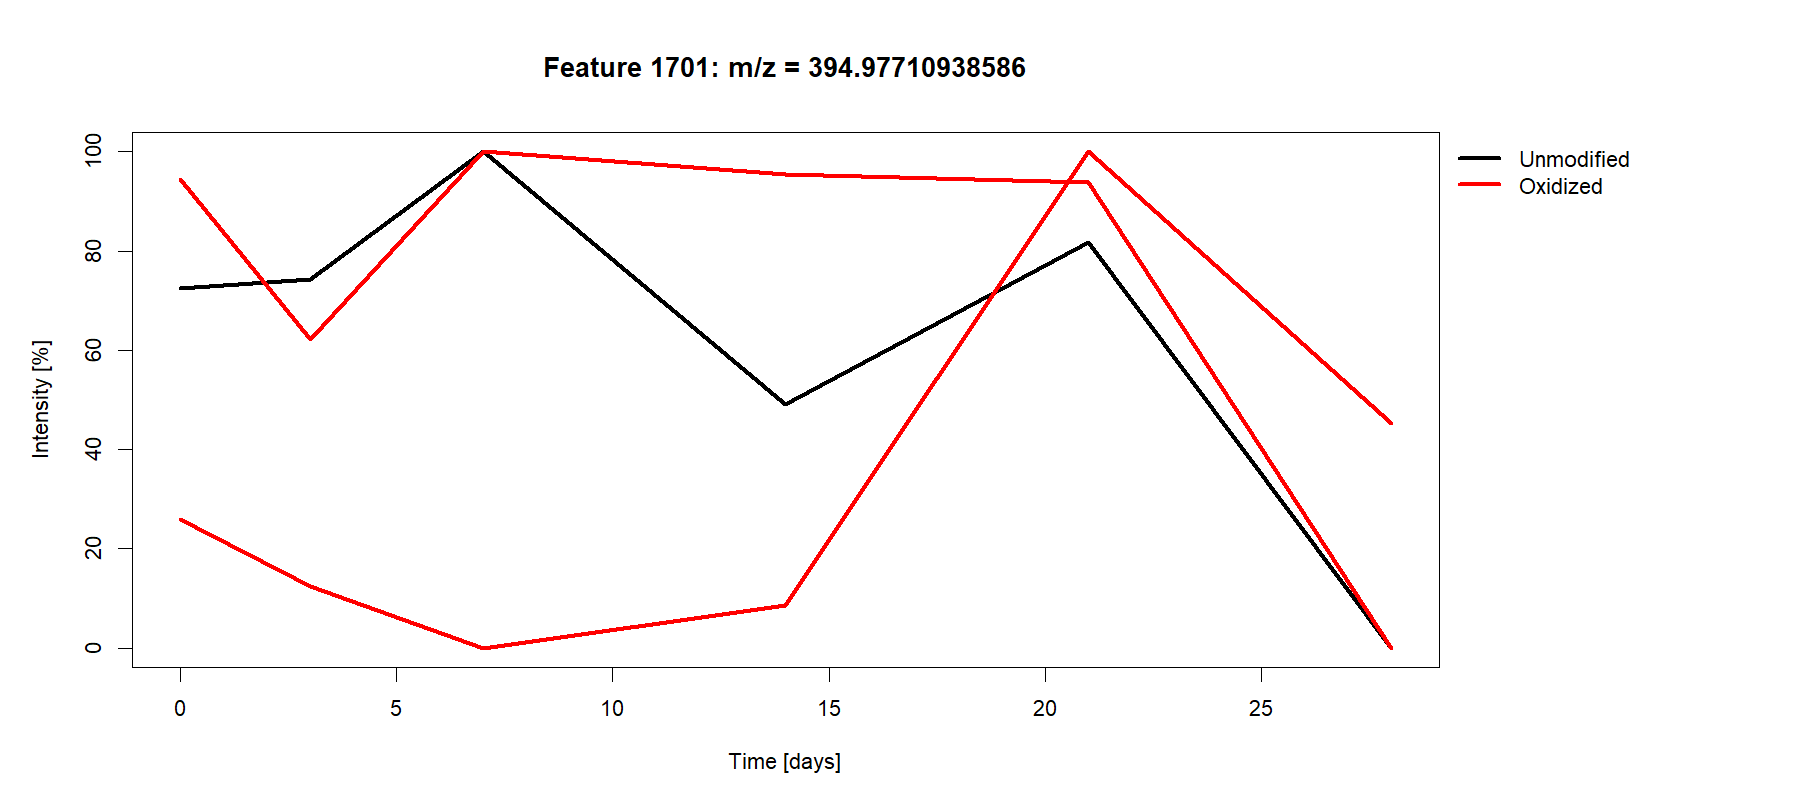 Feature 1701: m/z = 394.97710938586
Unmodified
Oxidized
Intensity [%]
100
80
60
40
20
0
0 5 10 15 20 25
Time [days]